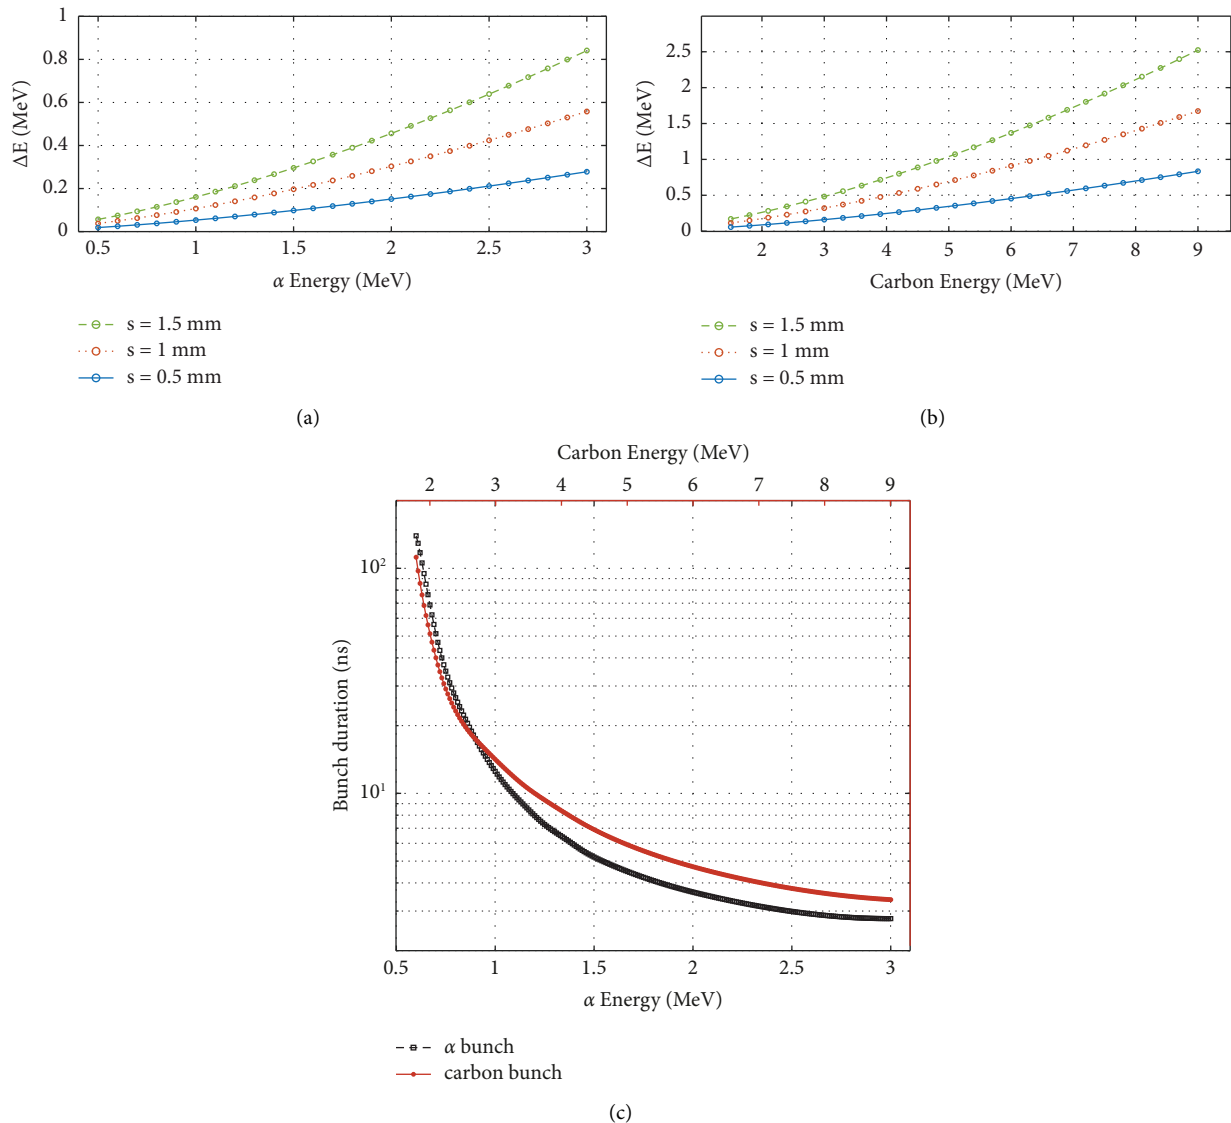 1
0.8
0.6
0.4
0.2
0
ΔE (MeV)
0.5 1 1.5 2 2.5 3
α Energy (MeV)
s = 1.5 mm
s = 1 mm
s = 0.5 mm
(a)
2.5
2
1.5
1
0.5
0
ΔE (MeV)
2 3 4 5 6 7 8 9
Carbon Energy (MeV)
s = 1.5 mm
s = 1 mm
s = 0.5 mm
(b)
Carbon Energy (MeV)
2 3 4 5 6 7 8 9
10²
10¹
Bunch duration (ns)
0.5 1 1.5 2 2.5 3
α Energy (MeV)
α bunch
carbon bunch
(c)